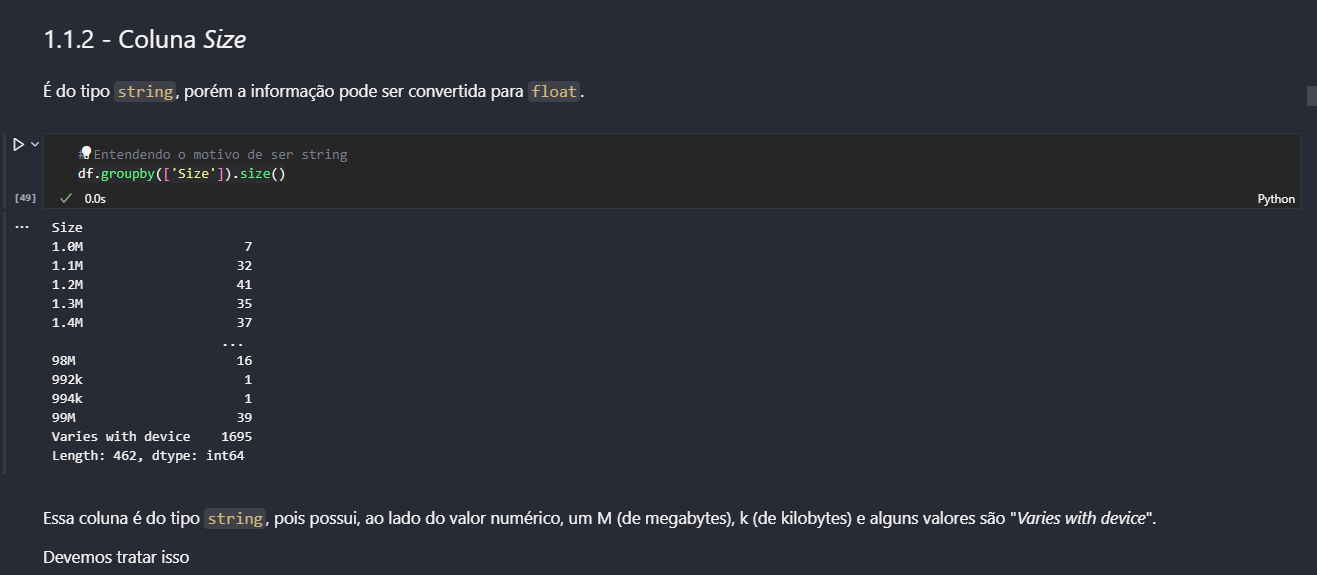 1.1.2 - Coluna Size
É do tipo string, porém a informação pode ser convertida para float.
# Entendendo o motivo de ser string
df.groupby(['Size']).size()
[49] 0.0s Python
... Size
1.0M 7
1.1M 32
1.2M 41
1.3M 35
1.4M 37
...
98M 16
992k 1
994k 1
99M 39
Varies with device 1695
Length: 462, dtype: int64
Essa coluna é do tipo string, pois possui, ao lado do valor numérico, um M (de megabytes), k (de kilobytes) e alguns valores são "Varies with device".
Devemos tratar isso